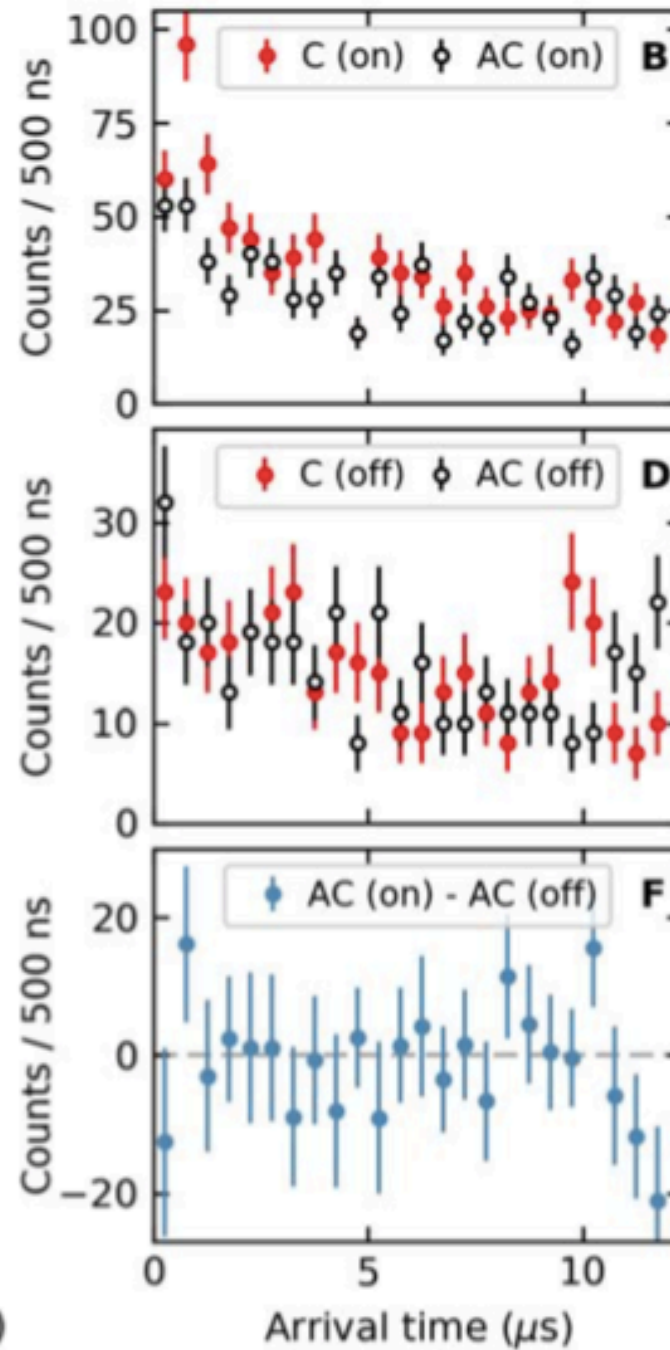 100
75
50
25
0
Counts / 500 ns
C (on) AC (on) B
30
20
10
0
Counts / 500 ns
C (off) AC (off) D
20
0
−20
Counts / 500 ns
AC (on) - AC (off) F
0 5 10
Arrival time (μs)
)